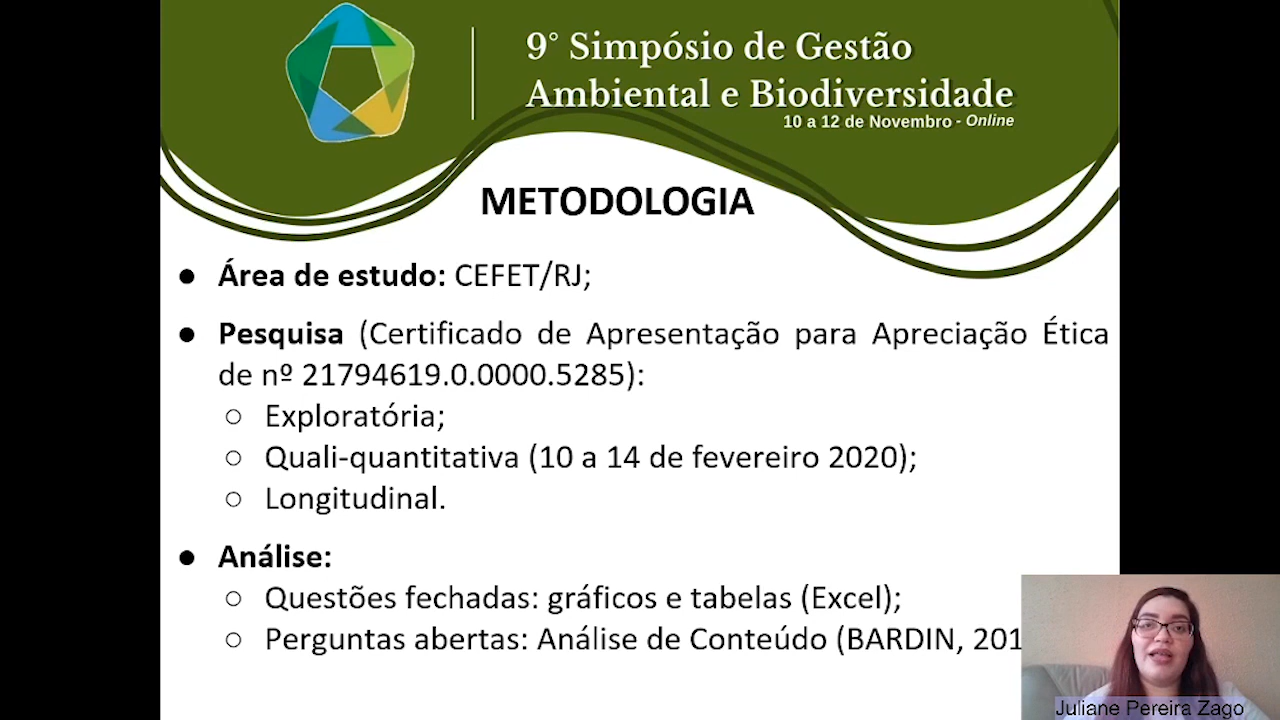 9° Simpósio de Gestão
Ambiental e Biodiversidade
10 a 12 de Novembro - Online
METODOLOGIA
● Área de estudo: CEFET/RJ;
● Pesquisa (Certificado de Apresentação para Apreciação Ética
de nº 21794619.0.0000.5285):
○ Exploratória;
○ Quali-quantitativa (10 a 14 de fevereiro 2020);
○ Longitudinal.
● Análise:
○ Questões fechadas: gráficos e tabelas (Excel);
○ Perguntas abertas: Análise de Conteúdo (BARDIN, 201
Juliane Pereira Zago